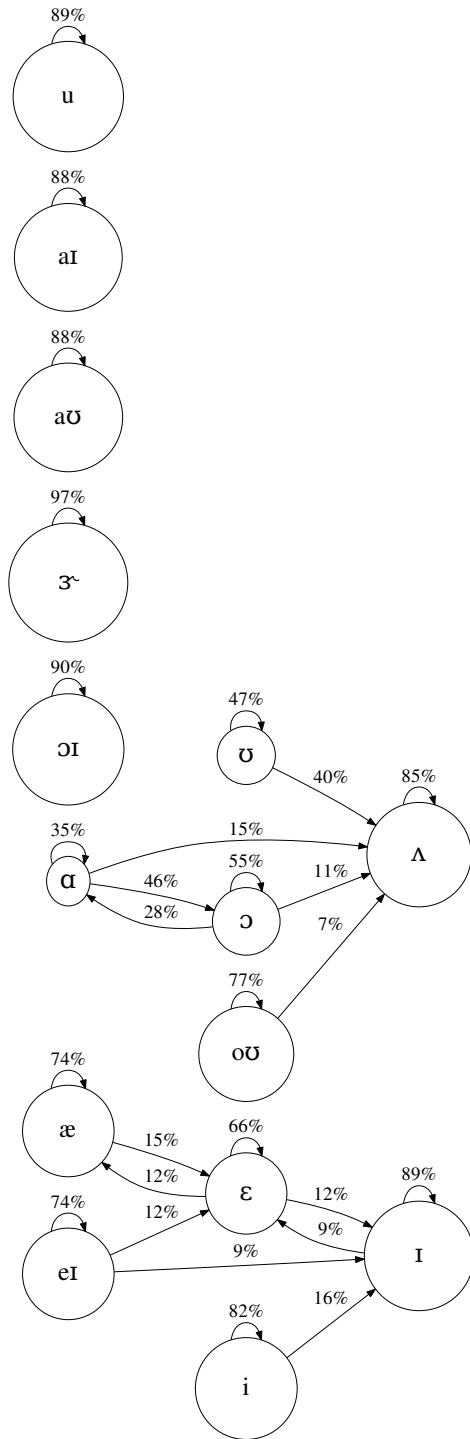 89%
u
88%
aɪ
88%
aʊ
97%
ɝ
90%
ɔɪ
47%
ʊ
40%
85%
ʌ
35%
ɑ
15%
46%
55%
28%
ɔ
11%
7%
77%
oʊ
74%
æ
15%
66%
12%
ɛ
12%
89%
74%
12%
9%
9%
eɪ
ɪ
16%
82%
i